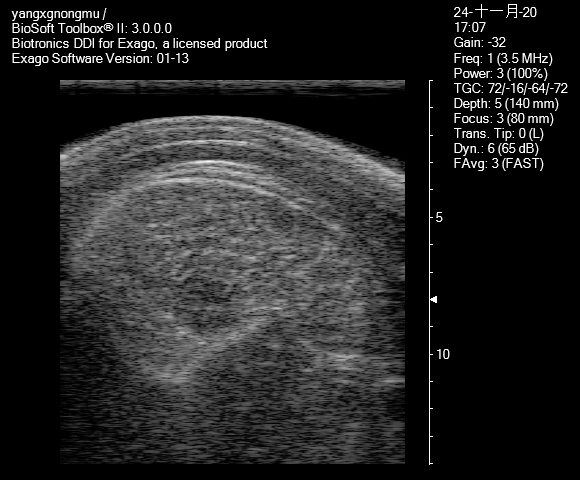 yangxgnongmu /
BioSoft Toolbox® II: 3.0.0.0
Biotronics DDI for Exago, a licensed product
Exago Software Version: 01-13
24-十一月-20
17:07
Gain: -32
Freq: 1 (3.5 MHz)
Power: 3 (100%)
TGC: 72/-16/-64/-72
Depth: 5 (140 mm)
Focus: 3 (80 mm)
Trans. Tip: 0 (L)
Dyn.: 6 (65 dB)
FAvg: 3 (FAST)
5
10